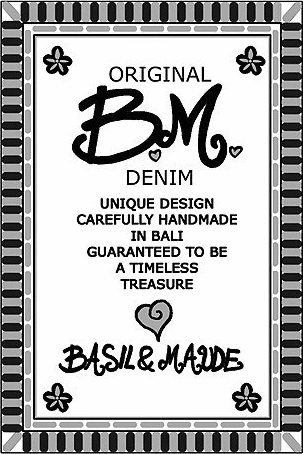 ORIGINAL
B.M.
DENIM
UNIQUE DESIGN
CAREFULLY HANDMADE
IN BALI
GUARANTEED TO BE
A TIMELESS
TREASURE
BASIL & MAUDE